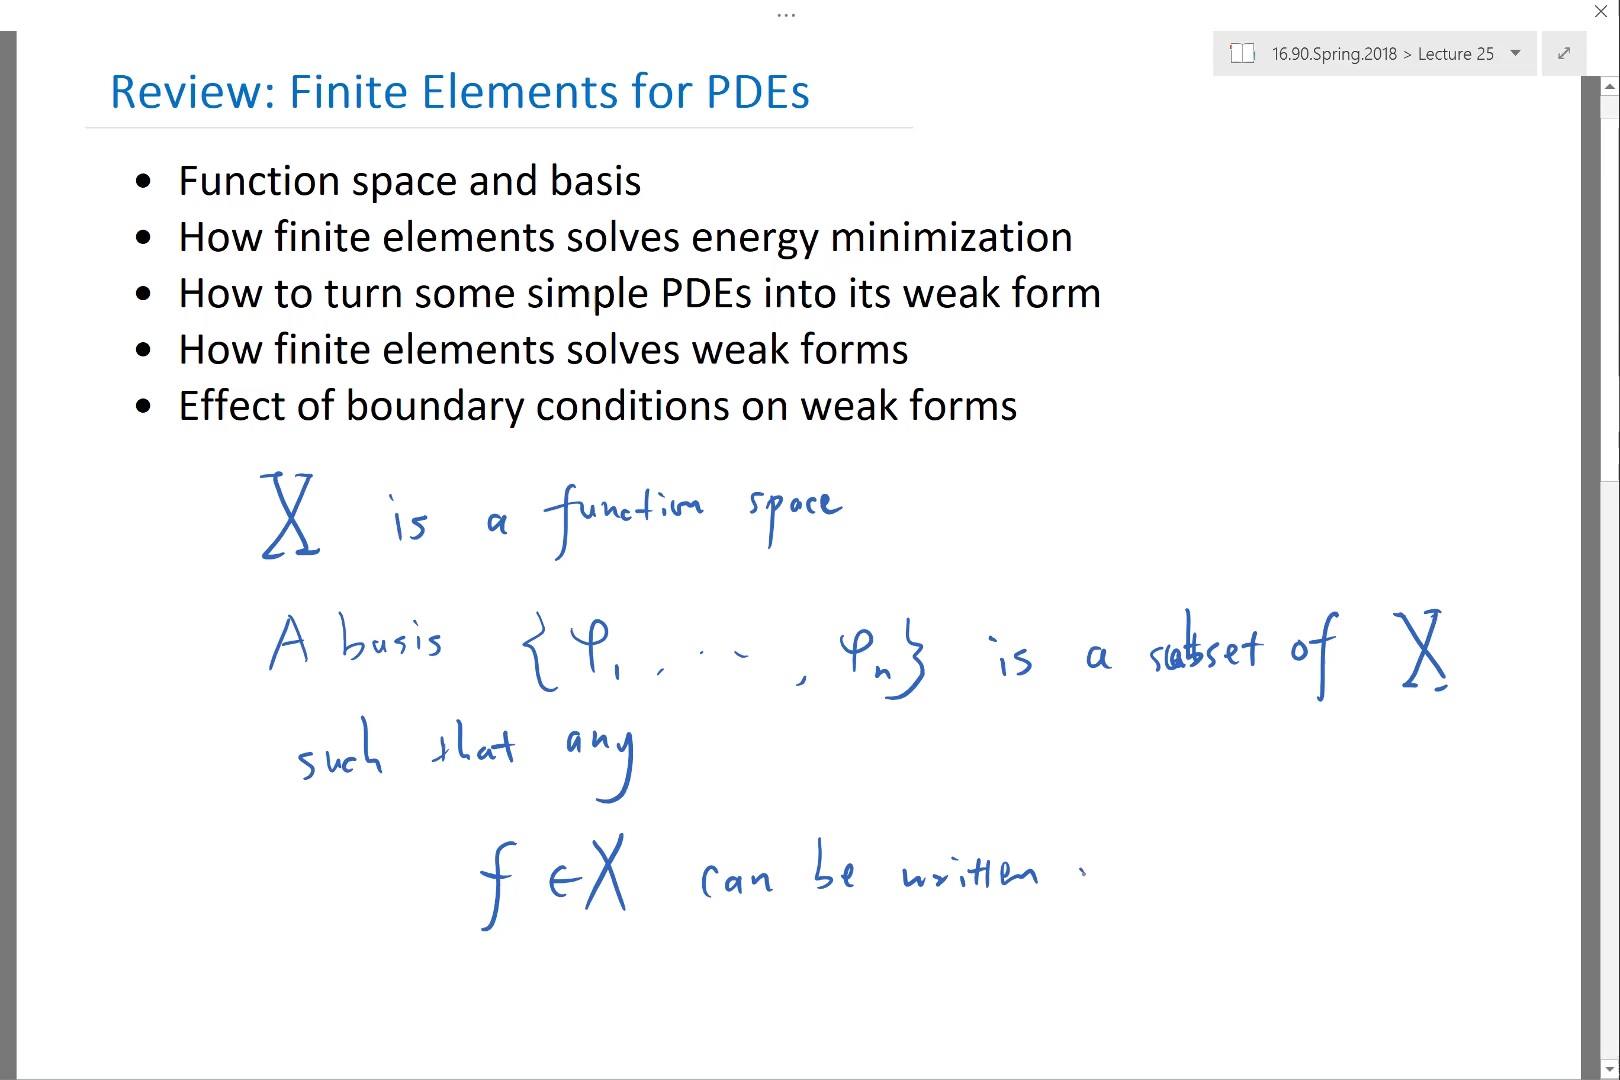 ...
16.90.Spring.2018 > Lecture 25
Review: Finite Elements for PDEs
• Function space and basis
• How finite elements solves energy minimization
• How to turn some simple PDEs into its weak form
• How finite elements solves weak forms
• Effect of boundary conditions on weak forms
X is a function space
A basis {φ₁, ..., φₙ} is a subset of X
such that any
f ∈ X can be written